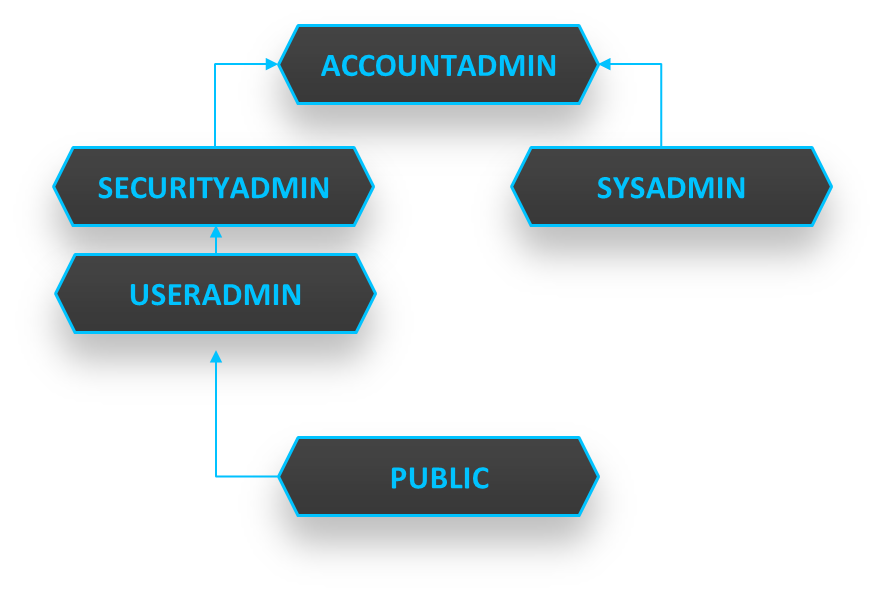 ACCOUNTADMIN
SECURITYADMIN
SYSADMIN
USERADMIN
PUBLIC